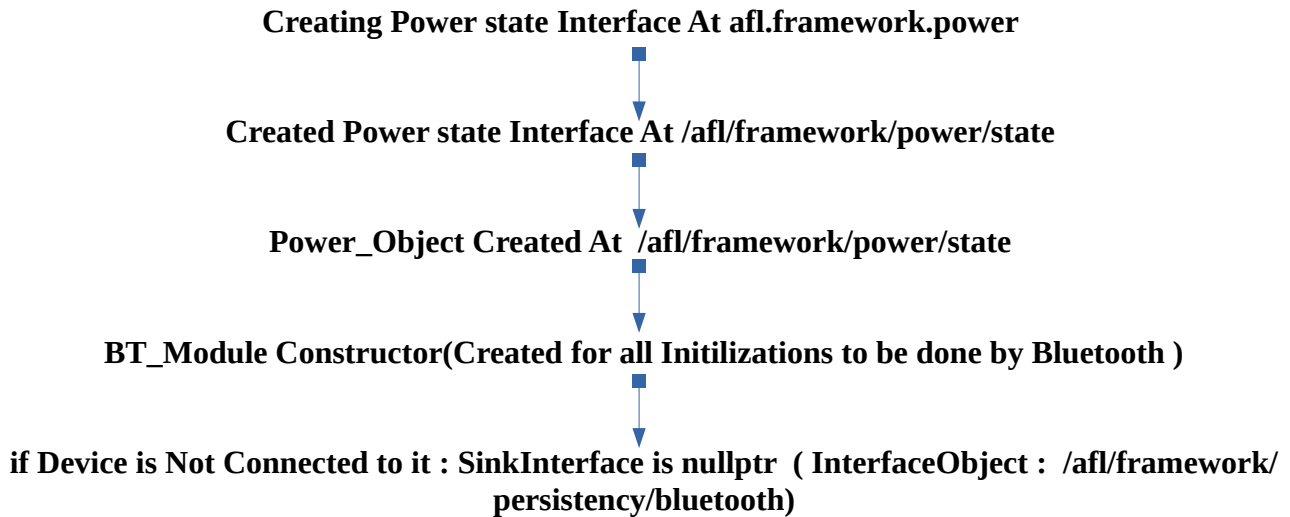 Creating Power state Interface At afl.framework.power
Created Power state Interface At /afl/framework/power/state
Power_Object Created At  /afl/framework/power/state
BT_Module Constructor(Created for all Initilizations to be done by Bluetooth )
if Device is Not Connected to it : SinkInterface is nullptr  ( InterfaceObject :  /afl/framework/
persistency/bluetooth)